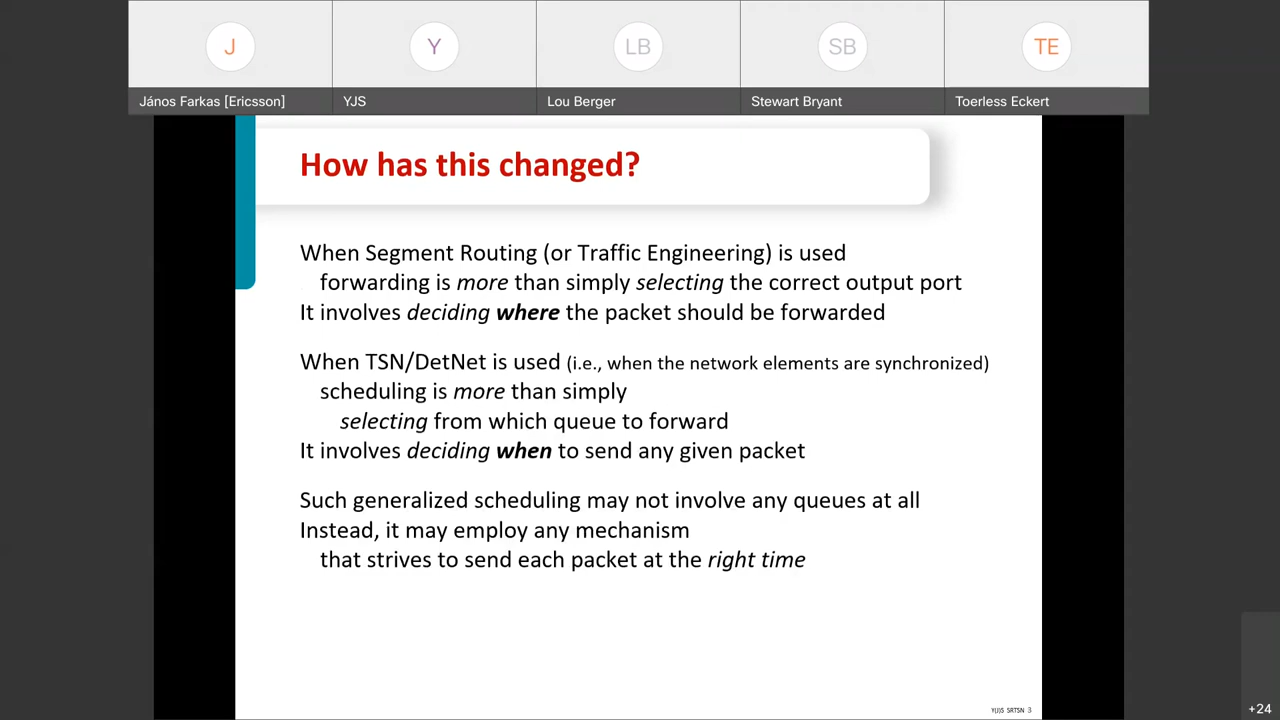 J
Y
LB
SB
TE
János Farkas [Ericsson]
YJS
Lou Berger
Stewart Bryant
Toerless Eckert
How has this changed?
When Segment Routing (or Traffic Engineering) is used
forwarding is more than simply selecting the correct output port
It involves deciding where the packet should be forwarded
When TSN/DetNet is used (i.e., when the network elements are synchronized)
scheduling is more than simply
selecting from which queue to forward
It involves deciding when to send any given packet
Such generalized scheduling may not involve any queues at all
Instead, it may employ any mechanism
that strives to send each packet at the right time
Y(J)S SRTSN 3
+24